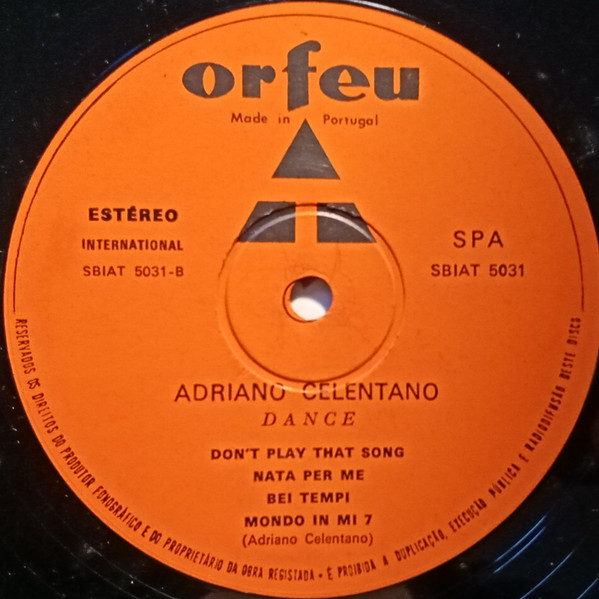 orfeu
Made in Portugal
ESTÉREO
INTERNATIONAL
SBIAT 5031-B
SPA
SBIAT 5031
ADRIANO CELENTANO
DANCE
DON'T PLAY THAT SONG
NATA PER ME
BEI TEMPI
MONDO IN MI 7
(Adriano Celentano)
RESERVADOS OS DIREITOS DO PRODUTOR FONOGRÁFICO E DO PROPRIETÁRIO DA OBRA REGISTADA • É PROIBIDA A DUPLICAÇÃO, EXECUÇÃO PÚBLICA E RADIODIFUSÃO DESTE DISCO